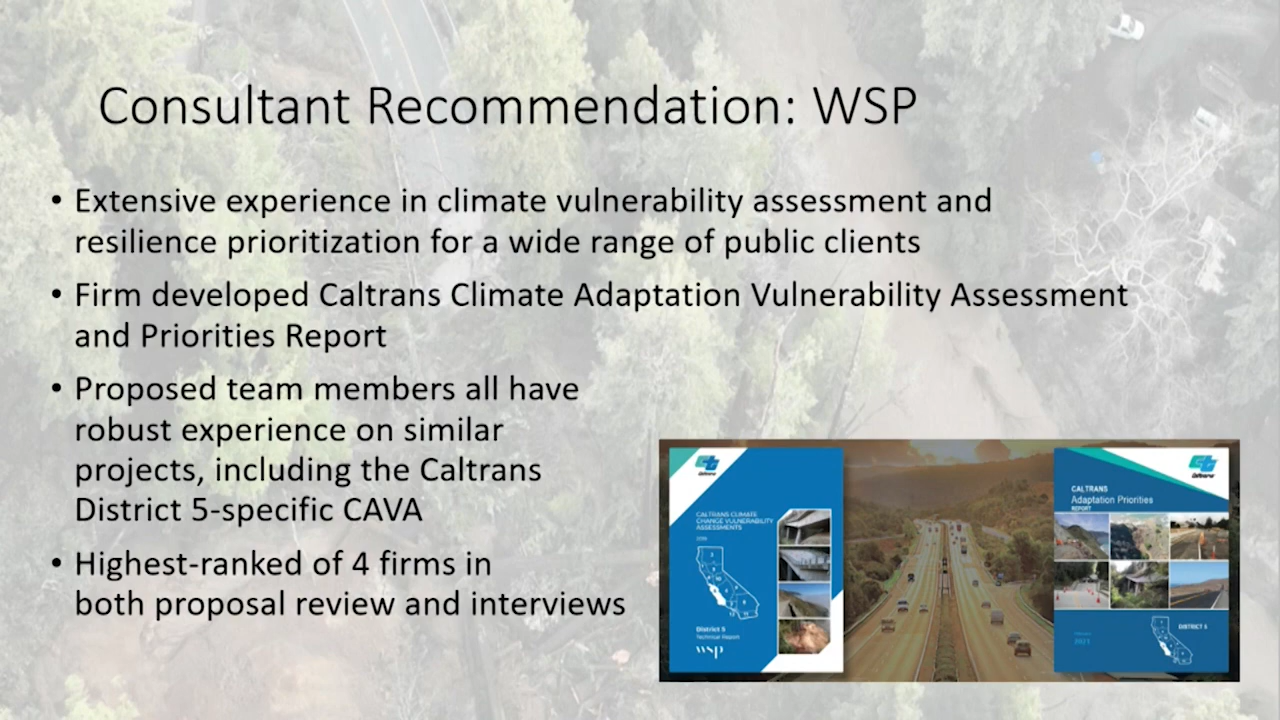 Consultant Recommendation: WSP
• Extensive experience in climate vulnerability assessment and
resilience prioritization for a wide range of public clients
• Firm developed Caltrans Climate Adaptation Vulnerability Assessment
and Priorities Report
• Proposed team members all have
robust experience on similar
projects, including the Caltrans
District 5-specific CAVA
• Highest-ranked of 4 firms in
both proposal review and interviews
Caltrans
CALTRANS CLIMATE
CHANGE VULNERABILITY
ASSESSMENTS
District 5
Technical Report
wsp
Caltrans
CALTRANS
Adaptation Priorities
REPORT
DISTRICT 5